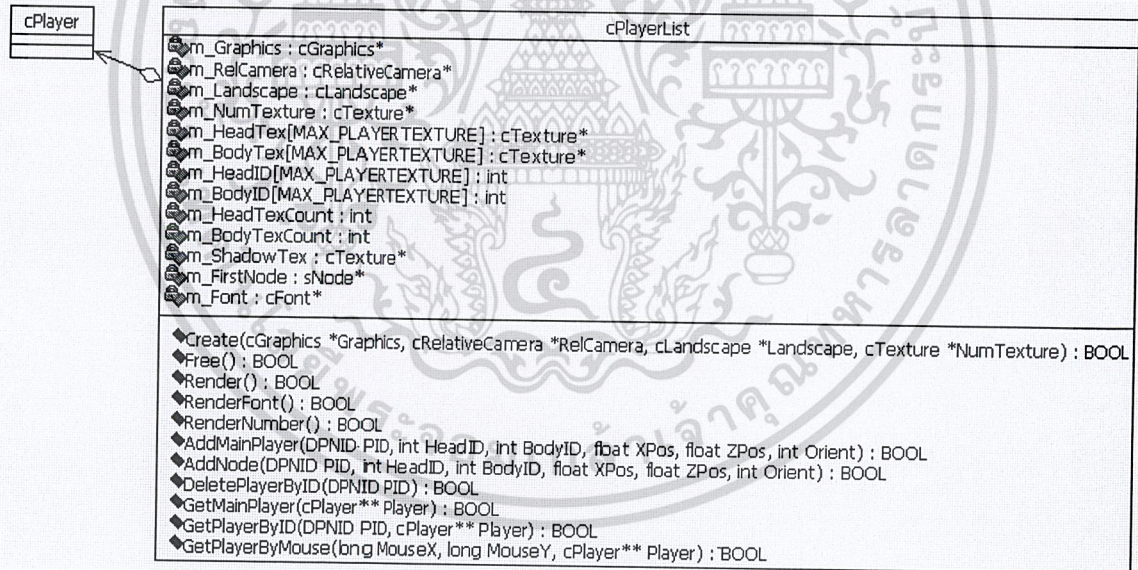 cPlayer
cPlayerList
m_Graphics : cGraphics*
m_RelCamera : cRelativeCamera*
m_Landscape : cLandscape*
m_NumTexture : cTexture*
m_HeadTex[MAX_PLAYERTEXTURE] : cTexture*
m_BodyTex[MAX_PLAYERTEXTURE] : cTexture*
m_HeadID[MAX_PLAYERTEXTURE] : int
m_BodyID[MAX_PLAYERTEXTURE] : int
m_HeadTexCount : int
m_BodyTexCount : int
m_ShadowTex : cTexture*
m_FirstNode : sNode*
m_Font : cFont*
Create(cGraphics *Graphics, cRelativeCamera *RelCamera, cLandscape *Landscape, cTexture *NumTexture) : BOOL
Free() : BOOL
Render() : BOOL
RenderFont() : BOOL
RenderNumber() : BOOL
AddMainPlayer(DPNID PID, int HeadID, int BodyID, float XPos, float ZPos, int Orient) : BOOL
AddNode(DPNID PID, int HeadID, int BodyID, float XPos, float ZPos, int Orient) : BOOL
DeletePlayerByID(DPNID PID) : BOOL
GetMainPlayer(cPlayer** Player) : BOOL
GetPlayerByID(DPNID PID, cPlayer** Player) : BOOL
GetPlayerByMouse(long MouseX, long MouseY, cPlayer** Player) : BOOL